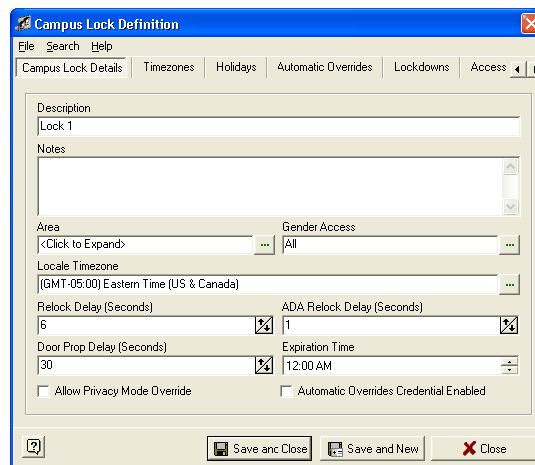 Campus Lock Definition
File Search Help
Campus Lock Details Timezones Holidays Automatic Overrides Lockdowns Access
Description
Lock 1
Notes
Area Gender Access
<Click to Expand> ... All ...
Locale Timezone
(GMT-05:00) Eastern Time (US & Canada) ...
Relock Delay (Seconds) ADA Relock Delay (Seconds)
6 1
Door Prop Delay (Seconds) Expiration Time
30 12:00 AM
Allow Privacy Mode Override Automatic Overrides Credential Enabled
? Save and Close Save and New Close